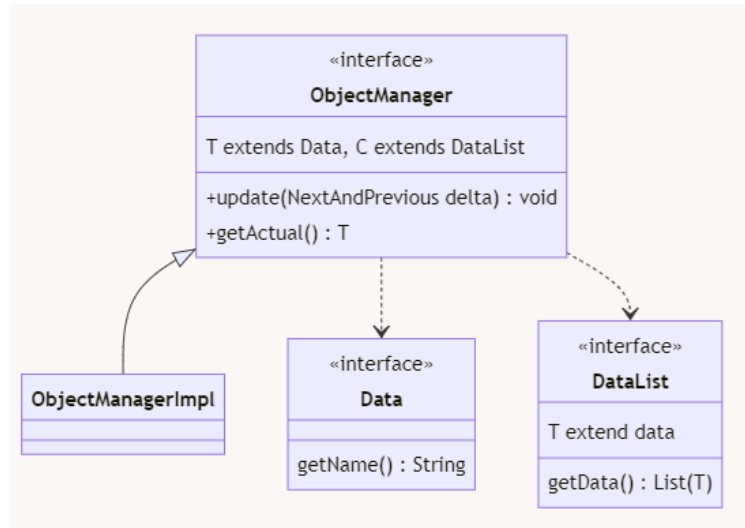 «interface»
ObjectManager
T extends Data, C extends DataList
+update(NextAndPrevious delta) : void
+getActual() : T
ObjectManagerImpl
«interface»
Data
getName() : String
«interface»
DataList
T extend data
getData() : List(T)